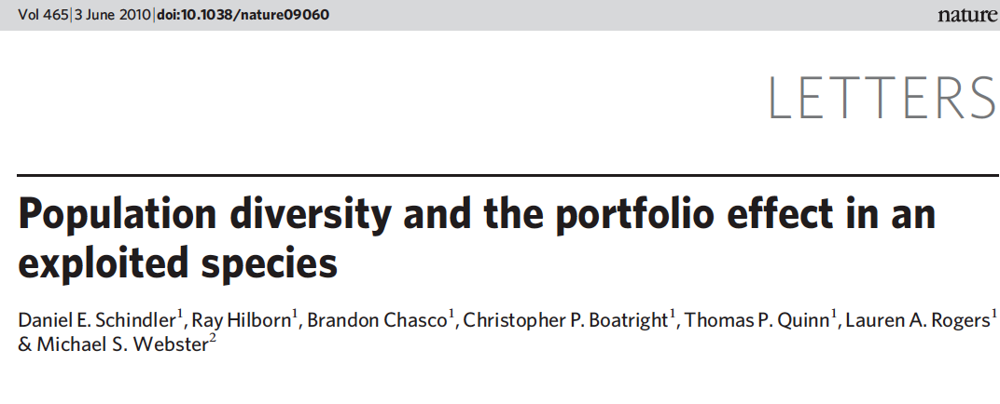 Vol 465|3 June 2010|doi:10.1038/nature09060 nature
LETTERS
Population diversity and the portfolio effect in an
exploited species
Daniel E. Schindler¹, Ray Hilborn¹, Brandon Chasco¹, Christopher P. Boatright¹, Thomas P. Quinn¹, Lauren A. Rogers¹
& Michael S. Webster²